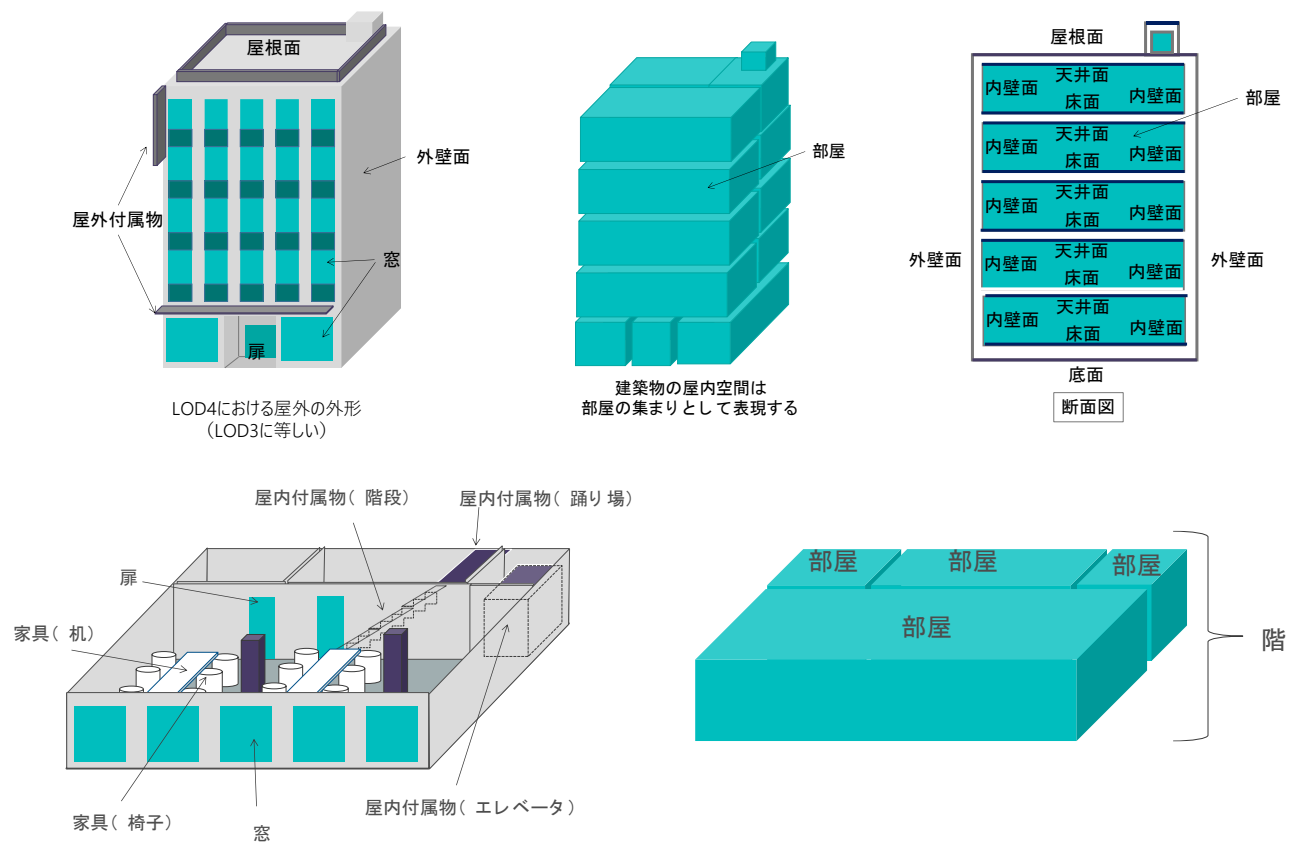 屋根面
外壁面
屋外付属物
窓
扉
LOD4における屋外の外形
（LOD3に等しい）
部屋
建築物の屋内空間は
部屋の集まりとして表現する
屋根面
内壁面 天井面 内壁面
床面
部屋
内壁面 天井面 内壁面
床面
内壁面 天井面 内壁面
床面
外壁面 内壁面 天井面 内壁面 外壁面
床面
内壁面 天井面 内壁面
床面
底面
断面図
屋内付属物（ 階段）
屋内付属物（ 踊り場）
扉
家具（ 机）
家具（ 椅子）
窓
屋内付属物（ エレベータ）
部屋 部屋 部屋
部屋
階